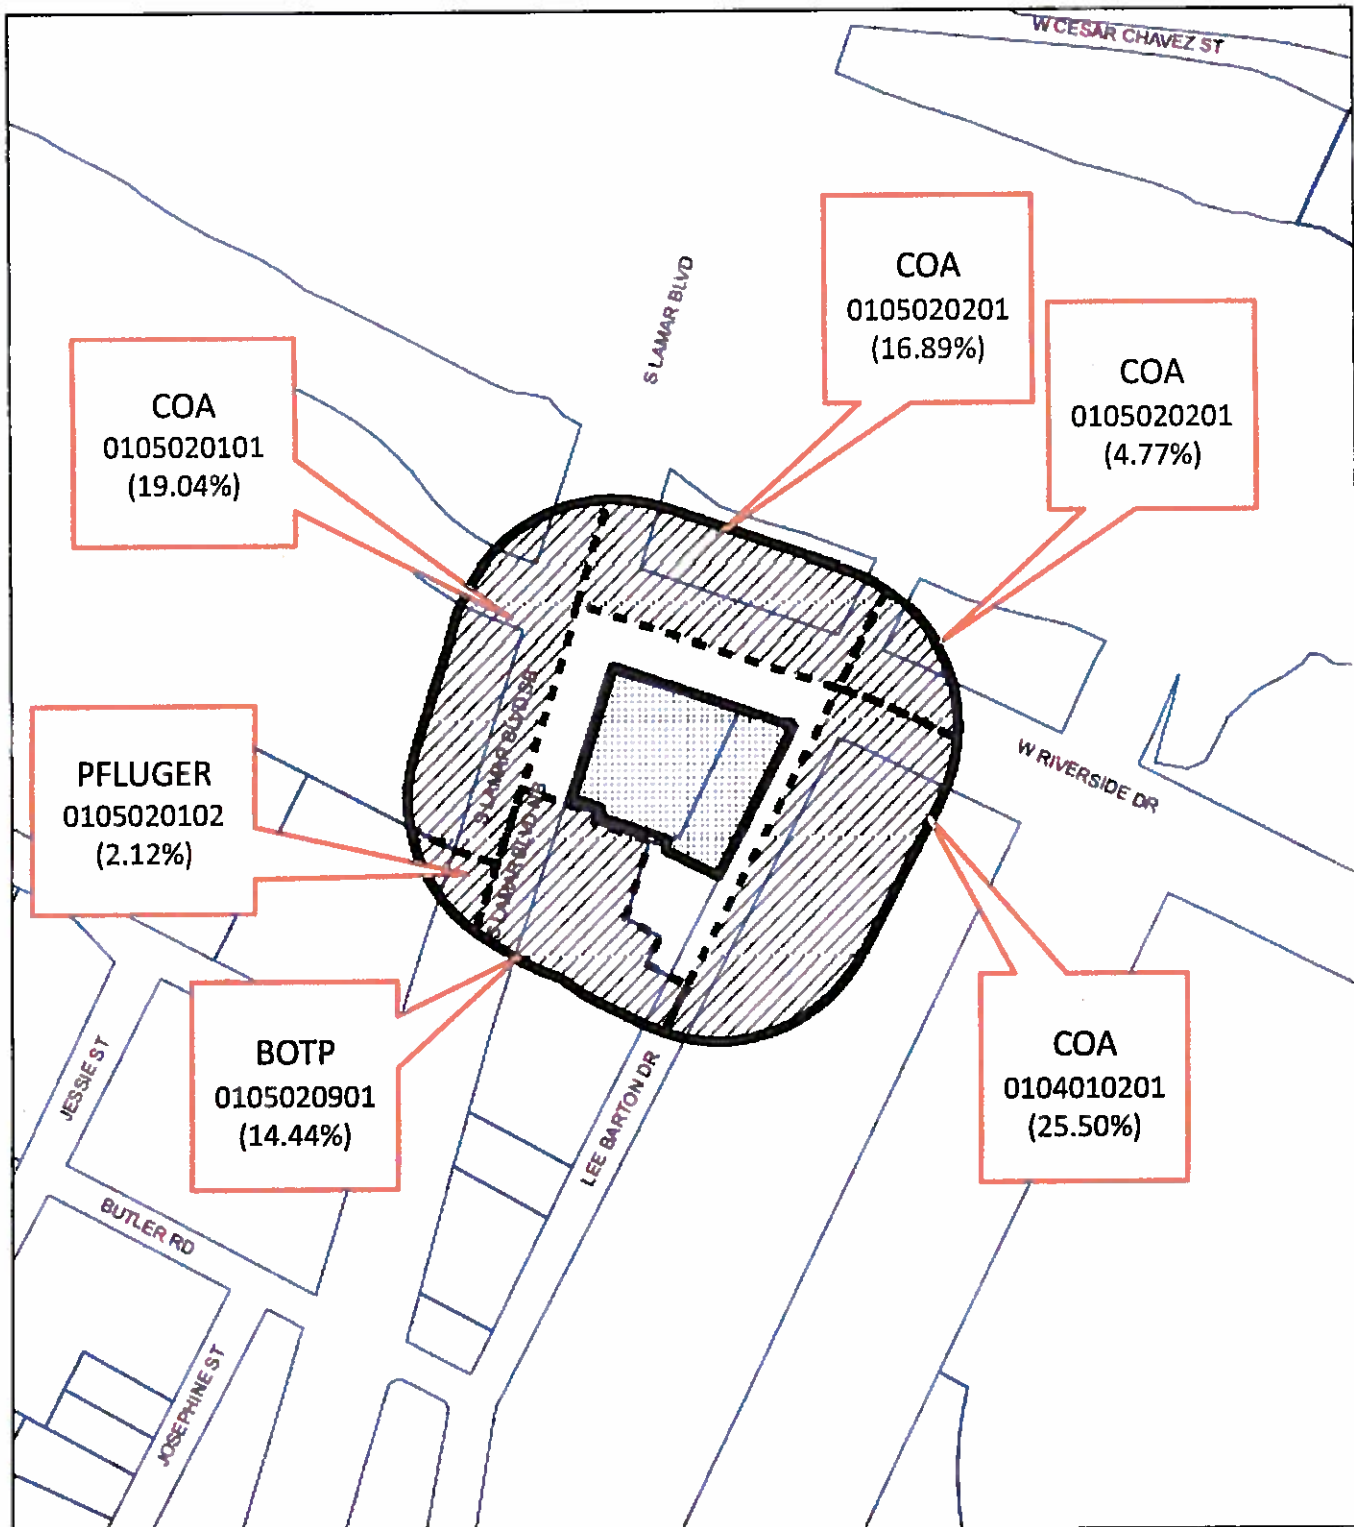 W CESAR CHAVEZ ST
S LAMAR BLVD
COA
0105020201
(16.89%)
COA
0105020201
(4.77%)
COA
0105020101
(19.04%)
S LAMAR BLVD SB
S LAMAR BLVD NB
W RIVERSIDE DR
PFLUGER
0105020102
(2.12%)
BOTP
0105020901
(14.44%)
COA
0104010201
(25.50%)
JESSIE ST
LEE BARTON DR
BUTLER RD
JOSEPHINE ST